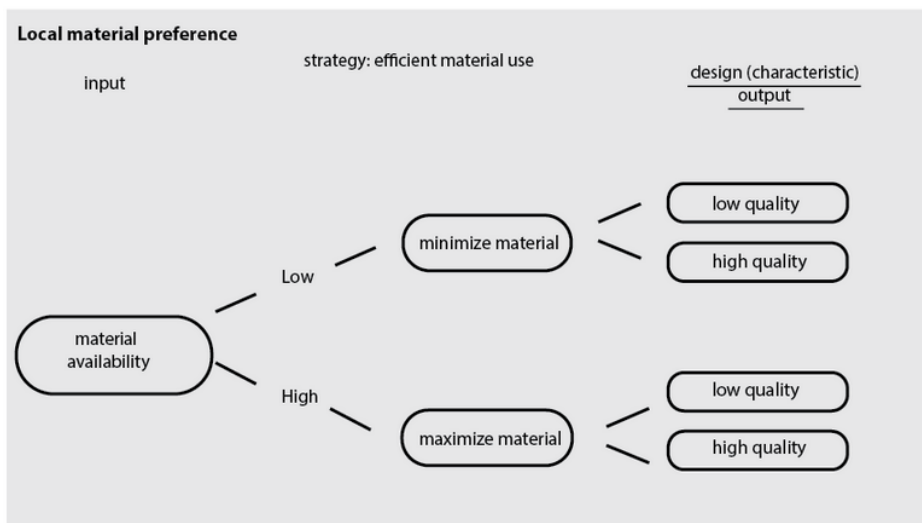 Local material preference
strategy: efficient material use
input
design (characteristic)
output
low quality
minimize material
high quality
Low
material
availability
High
low quality
maximize material
high quality